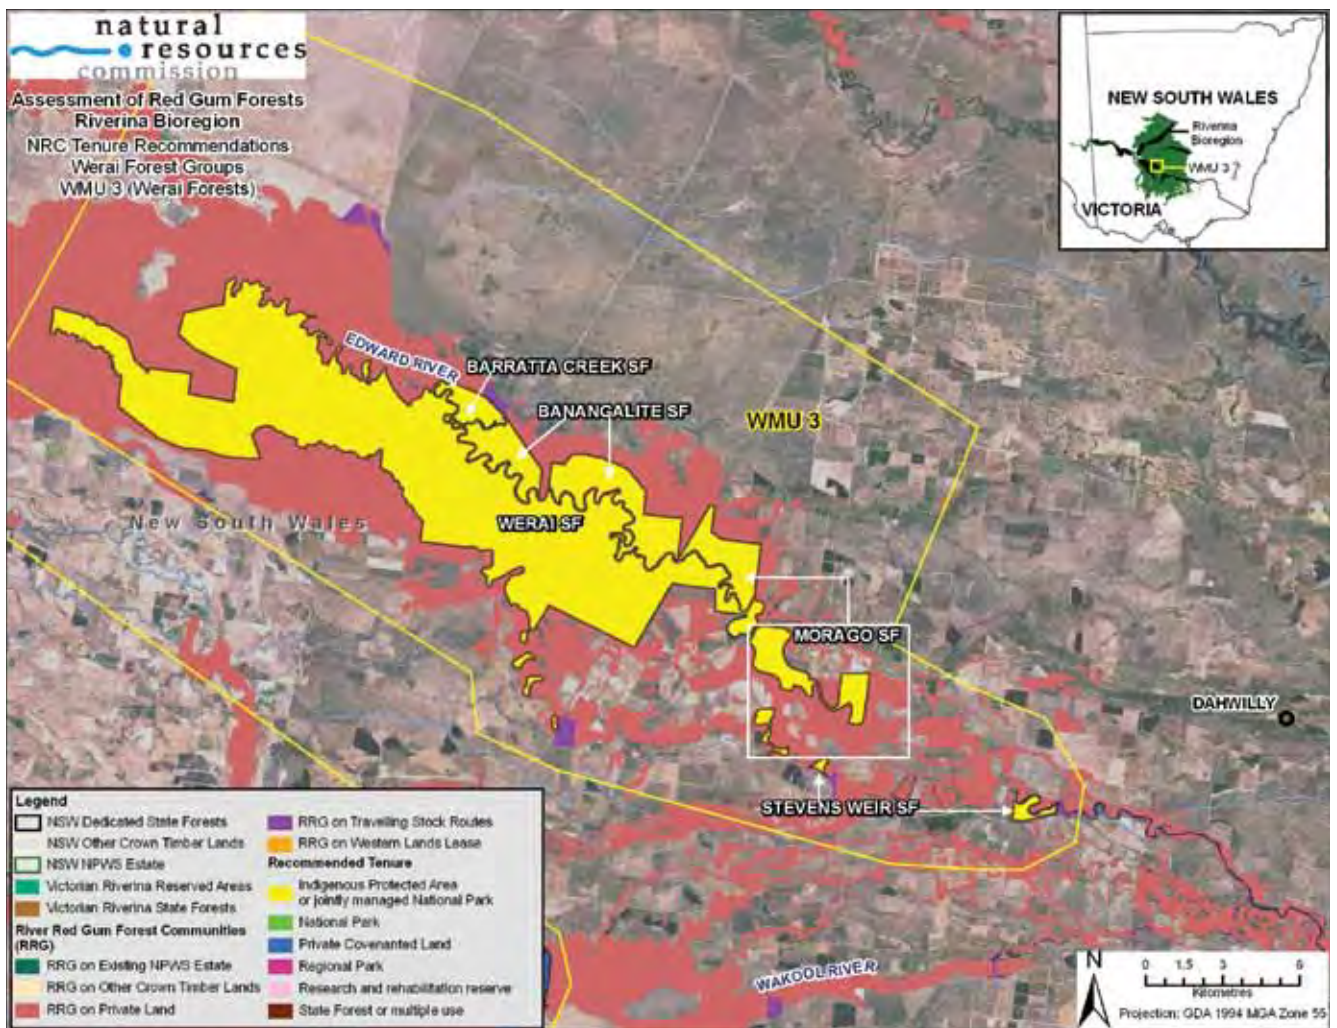 natural
resources
commission
Assessment of Red Gum Forests
Riverina Bioregion
NRC Tenure Recommendations
Werai Forest Groups
WMU 3 (Werai Forests)
NEW SOUTH WALES
Riverina
Bioregion
WMU 3
VICTORIA
EDWARD RIVER
BARRATTA CREEK SF
BANANGALITE SF
WMU 3
New South Wales
WERAI SF
MORAGO SF
DAHWILLY
STEVENS WEIR SF
WAKOOL RIVER
Legend
NSW Dedicated State Forests
NSW Other Crown Timber Lands
NSW NPWS Estate
Victorian Riverina Reserved Areas
Victorian Riverina State Forests
River Red Gum Forest Communities
(RRG)
RRG on Existing NPWS Estate
RRG on Other Crown Timber Lands
RRG on Private Land
RRG on Travelling Stock Routes
RRG on Western Lands Lease
Recommended Tenure
Indigenous Protected Area
or jointly managed National Park
National Park
Private Covenanted Land
Regional Park
Research and rehabilitation reserve
State Forest or multiple use
N
0 1.5 3 6
Kilometres
Projection: GDA 1994 MGA Zone 55